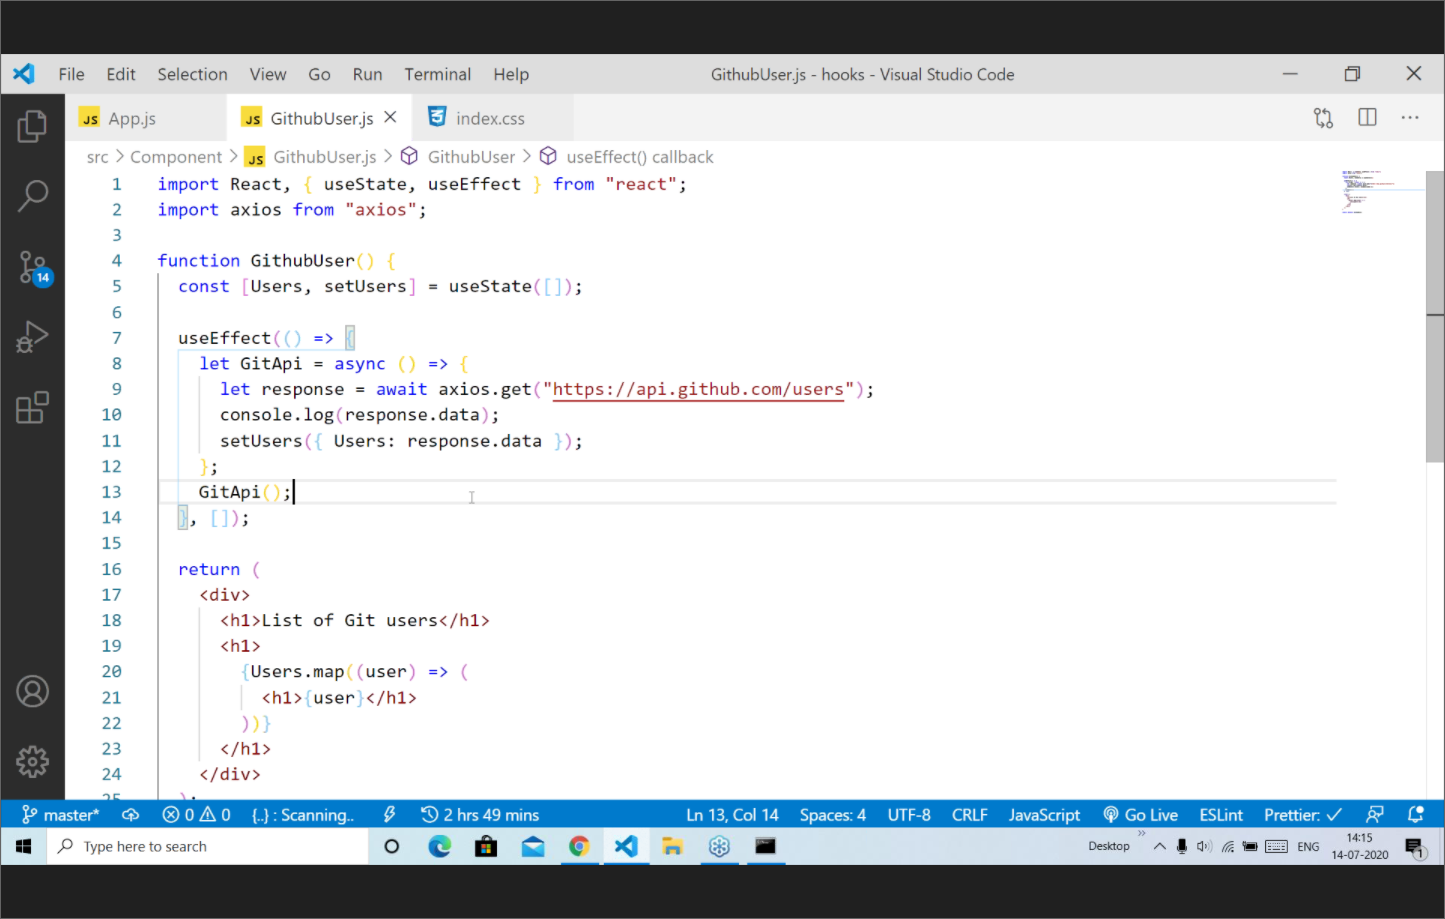 File Edit Selection View Go Run Terminal Help GithubUser.js - hooks - Visual Studio Code
JS App.js JS GithubUser.js index.css
src > Component > JS GithubUser.js > GithubUser > useEffect() callback
14
1 import React, { useState, useEffect } from "react";
2 import axios from "axios";
3
4 function GithubUser() {
5 const [Users, setUsers] = useState([]);
6
7 useEffect(() => {
8 let GitApi = async () => {
9 let response = await axios.get("https://api.github.com/users");
10 console.log(response.data);
11 setUsers({ Users: response.data });
12 };
13 GitApi();
14 }, []);
15
16 return (
17 <div>
18 <h1>List of Git users</h1>
19 <h1>
20 {Users.map((user) => (
21 <h1>{user}</h1>
22 ))}
23 </h1>
24 </div>
25 );
master* 0 0 {..} : Scanning.. 2 hrs 49 mins Ln 13, Col 14 Spaces: 4 UTF-8 CRLF JavaScript Go Live ESLint Prettier: ✓
Type here to search Desktop ENG 14:15
14-07-2020 1